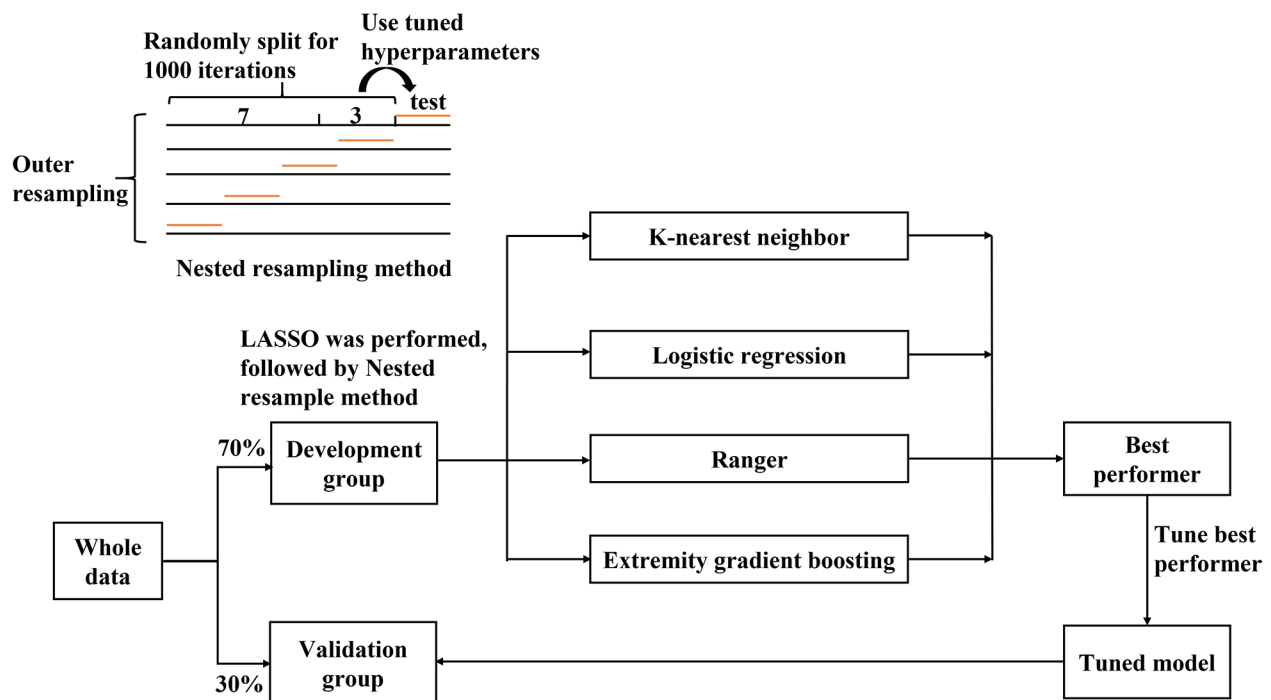 Randomly split for
1000 iterations
Use tuned
hyperparameters
7
3
test
Outer
resampling
Nested resampling method
LASSO was performed,
followed by Nested
resample method
K-nearest neighbor
Logistic regression
Ranger
Extremity gradient boosting
70%
Development
group
Whole
data
30%
Validation
group
Best
performer
Tune best
performer
Tuned model